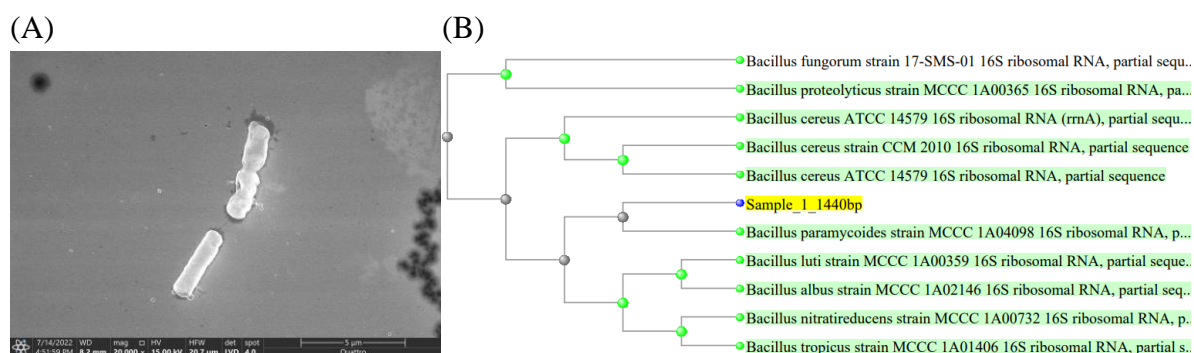 (A)
(B)
Bacillus fungorum strain 17-SMS-01 16S ribosomal RNA, partial sequ...
Bacillus proteolyticus strain MCCC 1A00365 16S ribosomal RNA, pa...
Bacillus cereus ATCC 14579 16S ribosomal RNA (rrnA), partial sequ...
Bacillus cereus strain CCM 2010 16S ribosomal RNA, partial sequence
Bacillus cereus ATCC 14579 16S ribosomal RNA, partial sequence
Sample_1_1440bp
Bacillus paramycoides strain MCCC 1A04098 16S ribosomal RNA, p...
Bacillus luti strain MCCC 1A00359 16S ribosomal RNA, partial seque...
Bacillus albus strain MCCC 1A02146 16S ribosomal RNA, partial seq...
Bacillus nitratireducens strain MCCC 1A00732 16S ribosomal RNA, p...
Bacillus tropicus strain MCCC 1A01406 16S ribosomal RNA, partial s...
7/14/2022 WD mag HV HFW det spot 5 µm
4:51:59 PM 8.2 mm 20,000 x 15.00 kV 20.7 µm LVD 4.0 Quattro